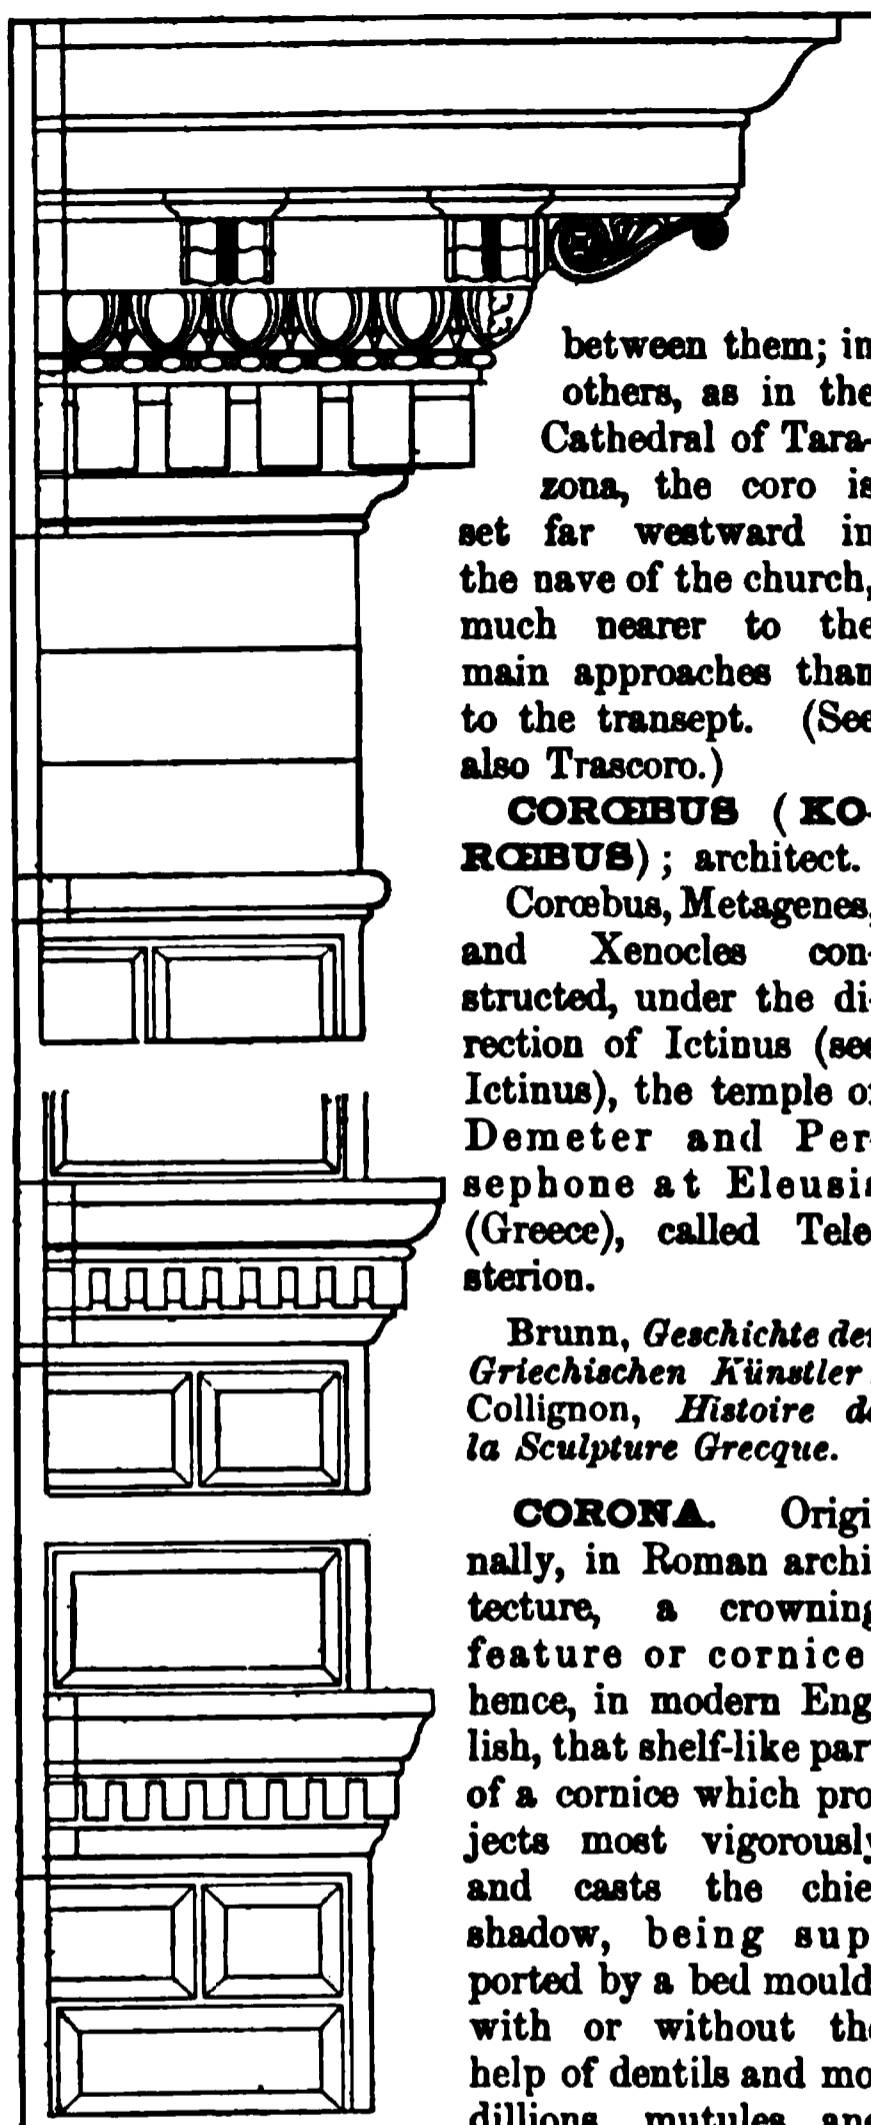 between them; in
others, as in the
Cathedral of Tara-
zona, the coro is
set far westward in
the nave of the church,
much nearer to the
main approaches than
to the transept. (See
also Trascoro.)
CORŒBUS (KO-
RŒBUS); architect.
Corœbus, Metagenes,
and Xenocles con-
structed, under the di-
rection of Ictinus (see
Ictinus), the temple of
Demeter and Per-
sephone at Eleusis
(Greece), called Tele
sterion.
Brunn, Geschichte der
Griechischen Künstler
Collignon, Histoire de
la Sculpture Grecque.
CORONA. Origi
nally, in Roman archi
tecture, a crowning
feature or cornice
hence, in modern Eng
lish, that shelf-like part
of a cornice which pro
jects most vigorously
and casts the chie
shadow, being sup
ported by a bed mould
with or without the
help of dentils and mo
dillions, mutules and